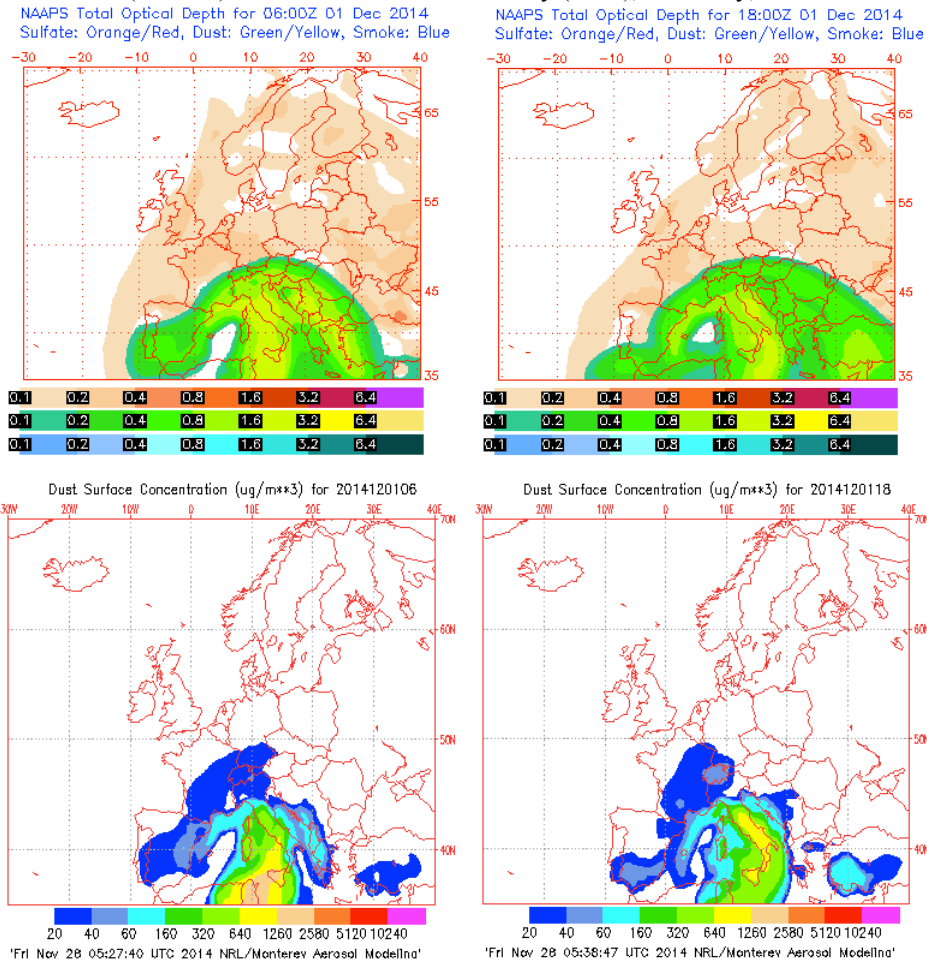 NAAPS Total Optical Depth for 06:00Z 01 Dec 2014
Sulfate: Orange/Red, Dust: Green/Yellow, Smoke: Blue
-30 -20 -10 0 10 20 30 40
65
55
45
35
0.1 0.2 0.4 0.8 1.6 3.2 6.4
0.1 0.2 0.4 0.8 1.6 3.2 6.4
0.1 0.2 0.4 0.8 1.6 3.2 6.4
NAAPS Total Optical Depth for 18:00Z 01 Dec 2014
Sulfate: Orange/Red, Dust: Green/Yellow, Smoke: Blue
-30 -20 -10 0 10 20 30 40
65
55
45
35
0.1 0.2 0.4 0.8 1.6 3.2 6.4
0.1 0.2 0.4 0.8 1.6 3.2 6.4
0.1 0.2 0.4 0.8 1.6 3.2 6.4
Dust Surface Concentration (ug/m**3) for 2014120106
30W 20W 10W 0 10E 20E 30E 40E
70N
60N
50N
40N
20 40 60 160 320 640 1260 2580 5120 10240
'Fri Nov 28 05:27:40 UTC 2014 NRL/Monterey Aerosol Modeling'
Dust Surface Concentration (ug/m**3) for 2014120118
30W 20W 10W 0 10E 20E 30E 40E
70N
60N
50N
40N
20 40 60 160 320 640 1260 2580 5120 10240
'Fri Nov 28 05:38:47 UTC 2014 NRL/Monterey Aerosol Modeling'